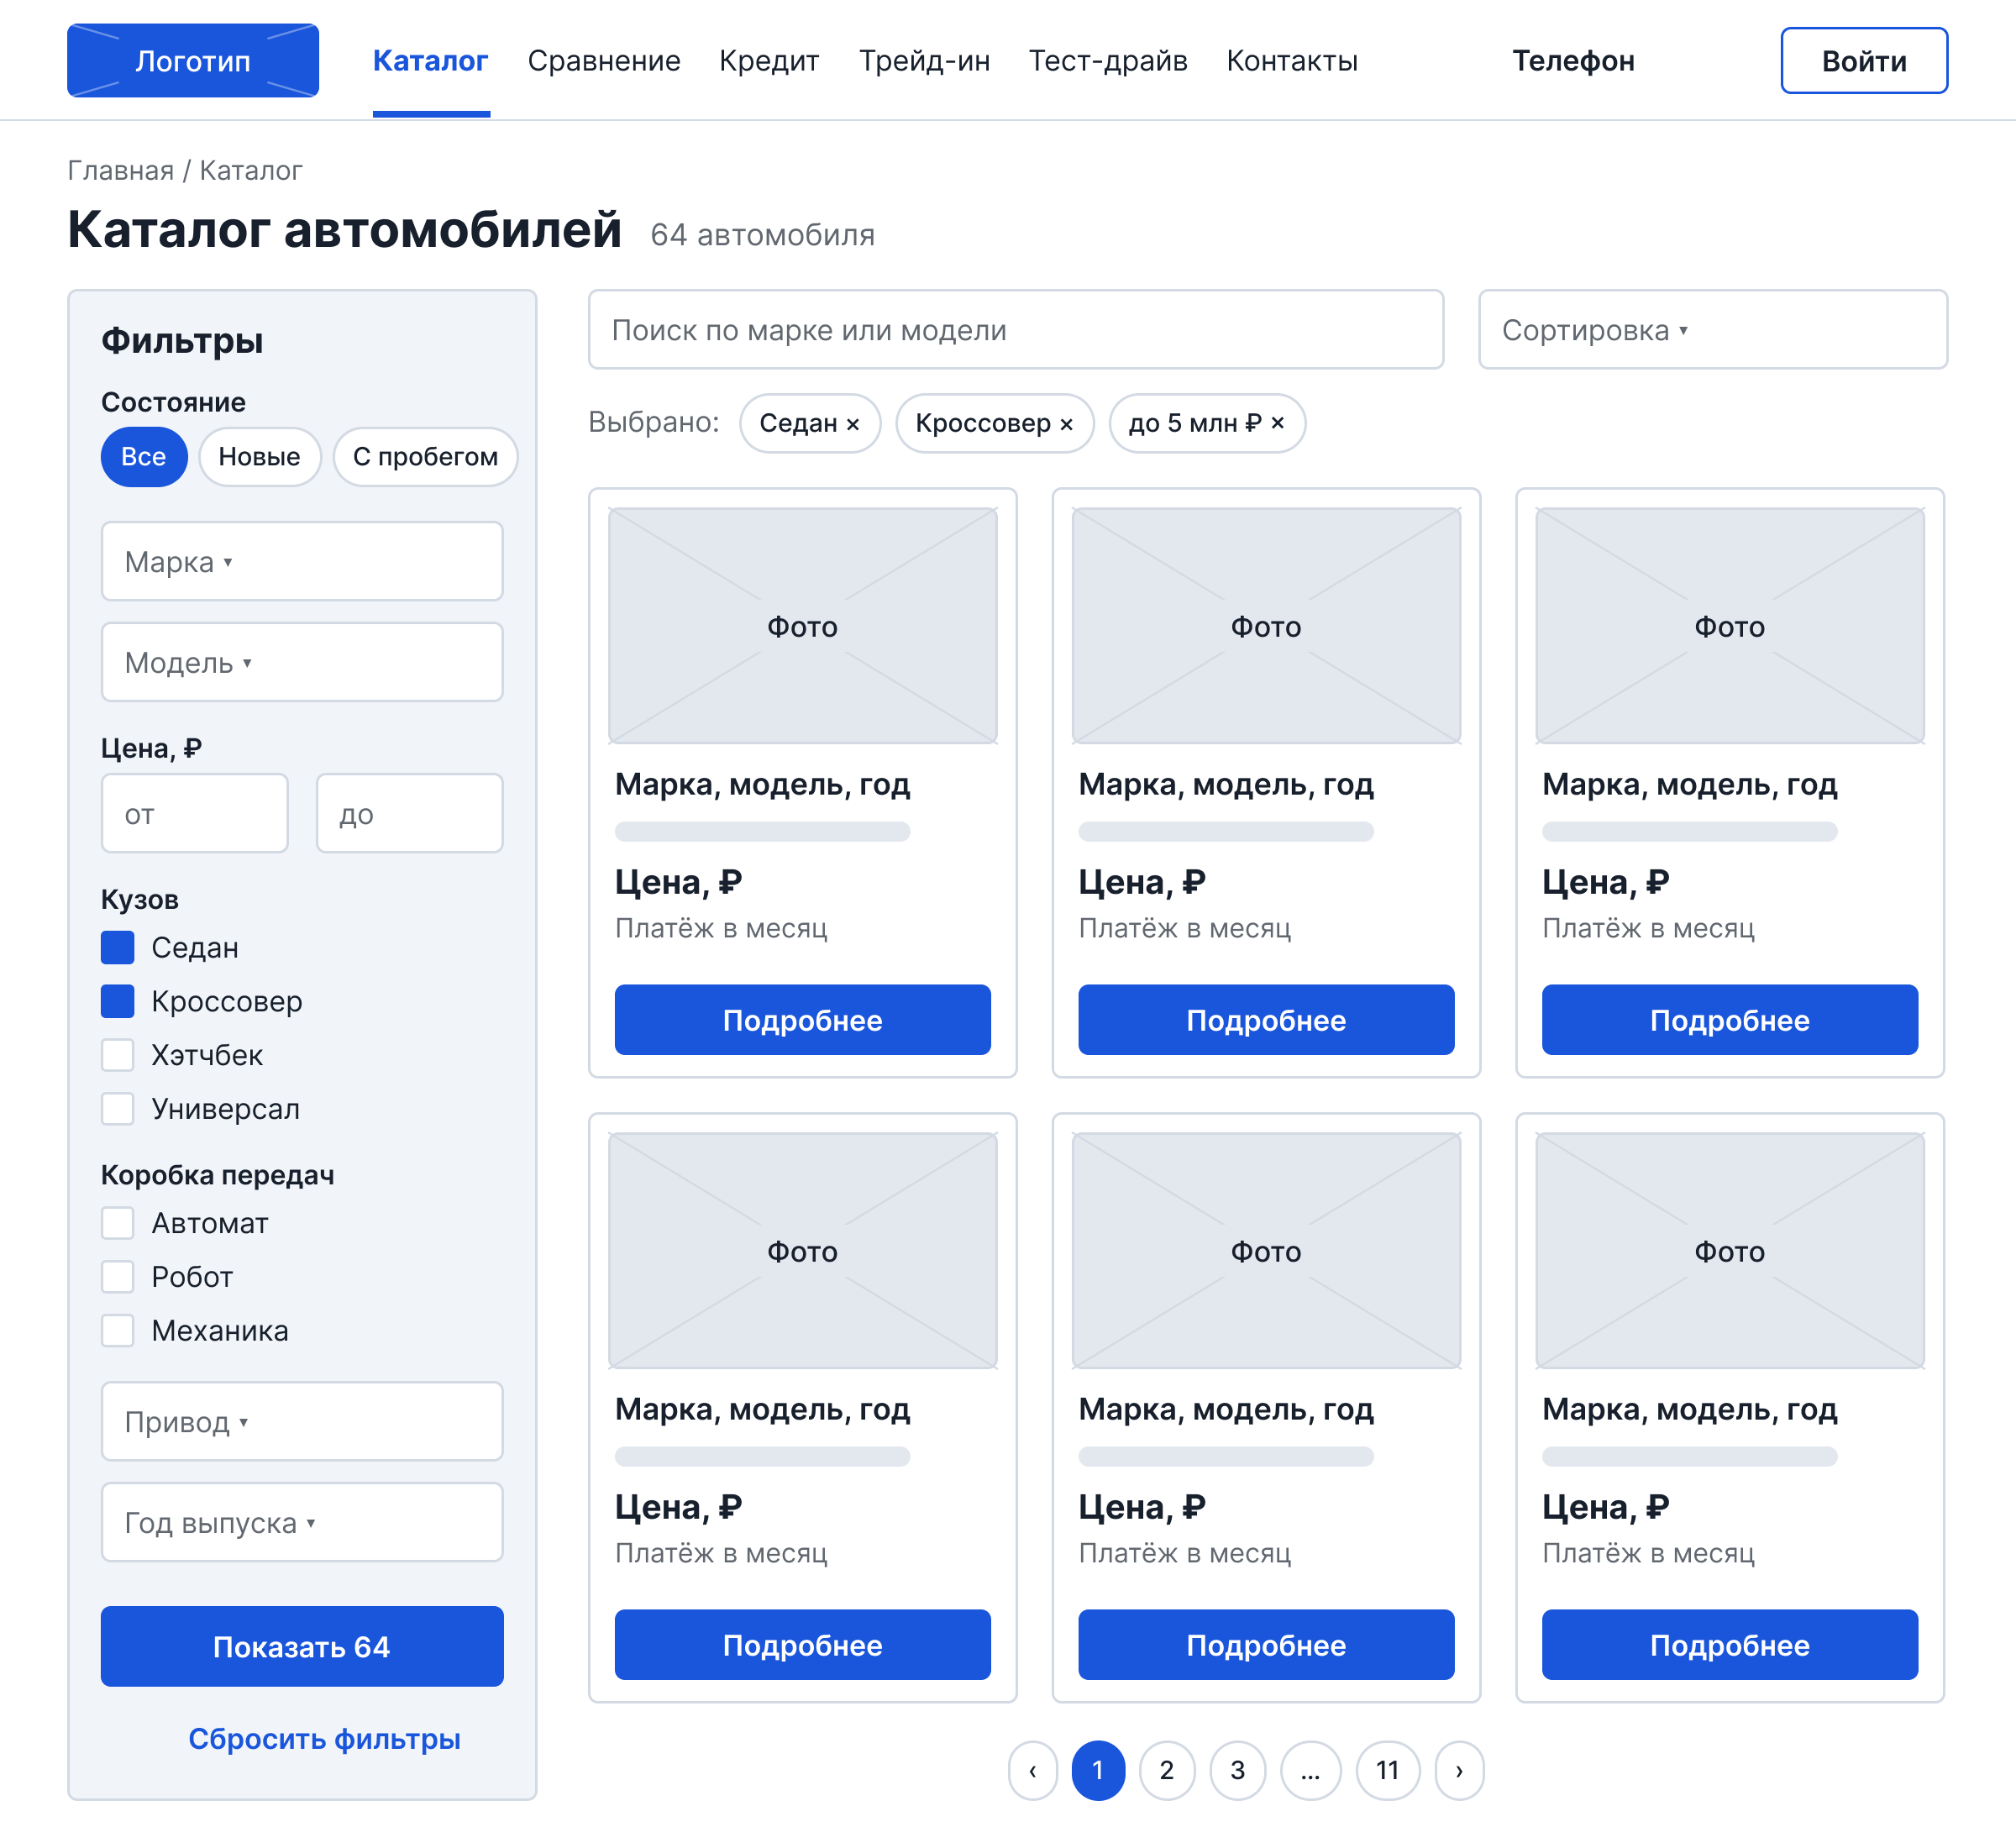 Логотип
Каталог Сравнение Кредит Трейд-ин Тест-драйв Контакты
Телефон
Войти
Главная / Каталог
Каталог автомобилей 64 автомобиля
Фильтры
Состояние
Все Новые С пробегом
Марка ▾
Модель ▾
Цена, ₽
от до
Кузов
Седан
Кроссовер
Хэтчбек
Универсал
Коробка передач
Автомат
Робот
Механика
Привод ▾
Год выпуска ▾
Показать 64
Сбросить фильтры
Поиск по марке или модели
Сортировка ▾
Выбрано: Седан × Кроссовер × до 5 млн ₽ ×
Фото
Марка, модель, год
Цена, ₽
Платёж в месяц
Подробнее
Фото
Марка, модель, год
Цена, ₽
Платёж в месяц
Подробнее
Фото
Марка, модель, год
Цена, ₽
Платёж в месяц
Подробнее
Фото
Марка, модель, год
Цена, ₽
Платёж в месяц
Подробнее
Фото
Марка, модель, год
Цена, ₽
Платёж в месяц
Подробнее
Фото
Марка, модель, год
Цена, ₽
Платёж в месяц
Подробнее
‹ 1 2 3 ... 11 ›